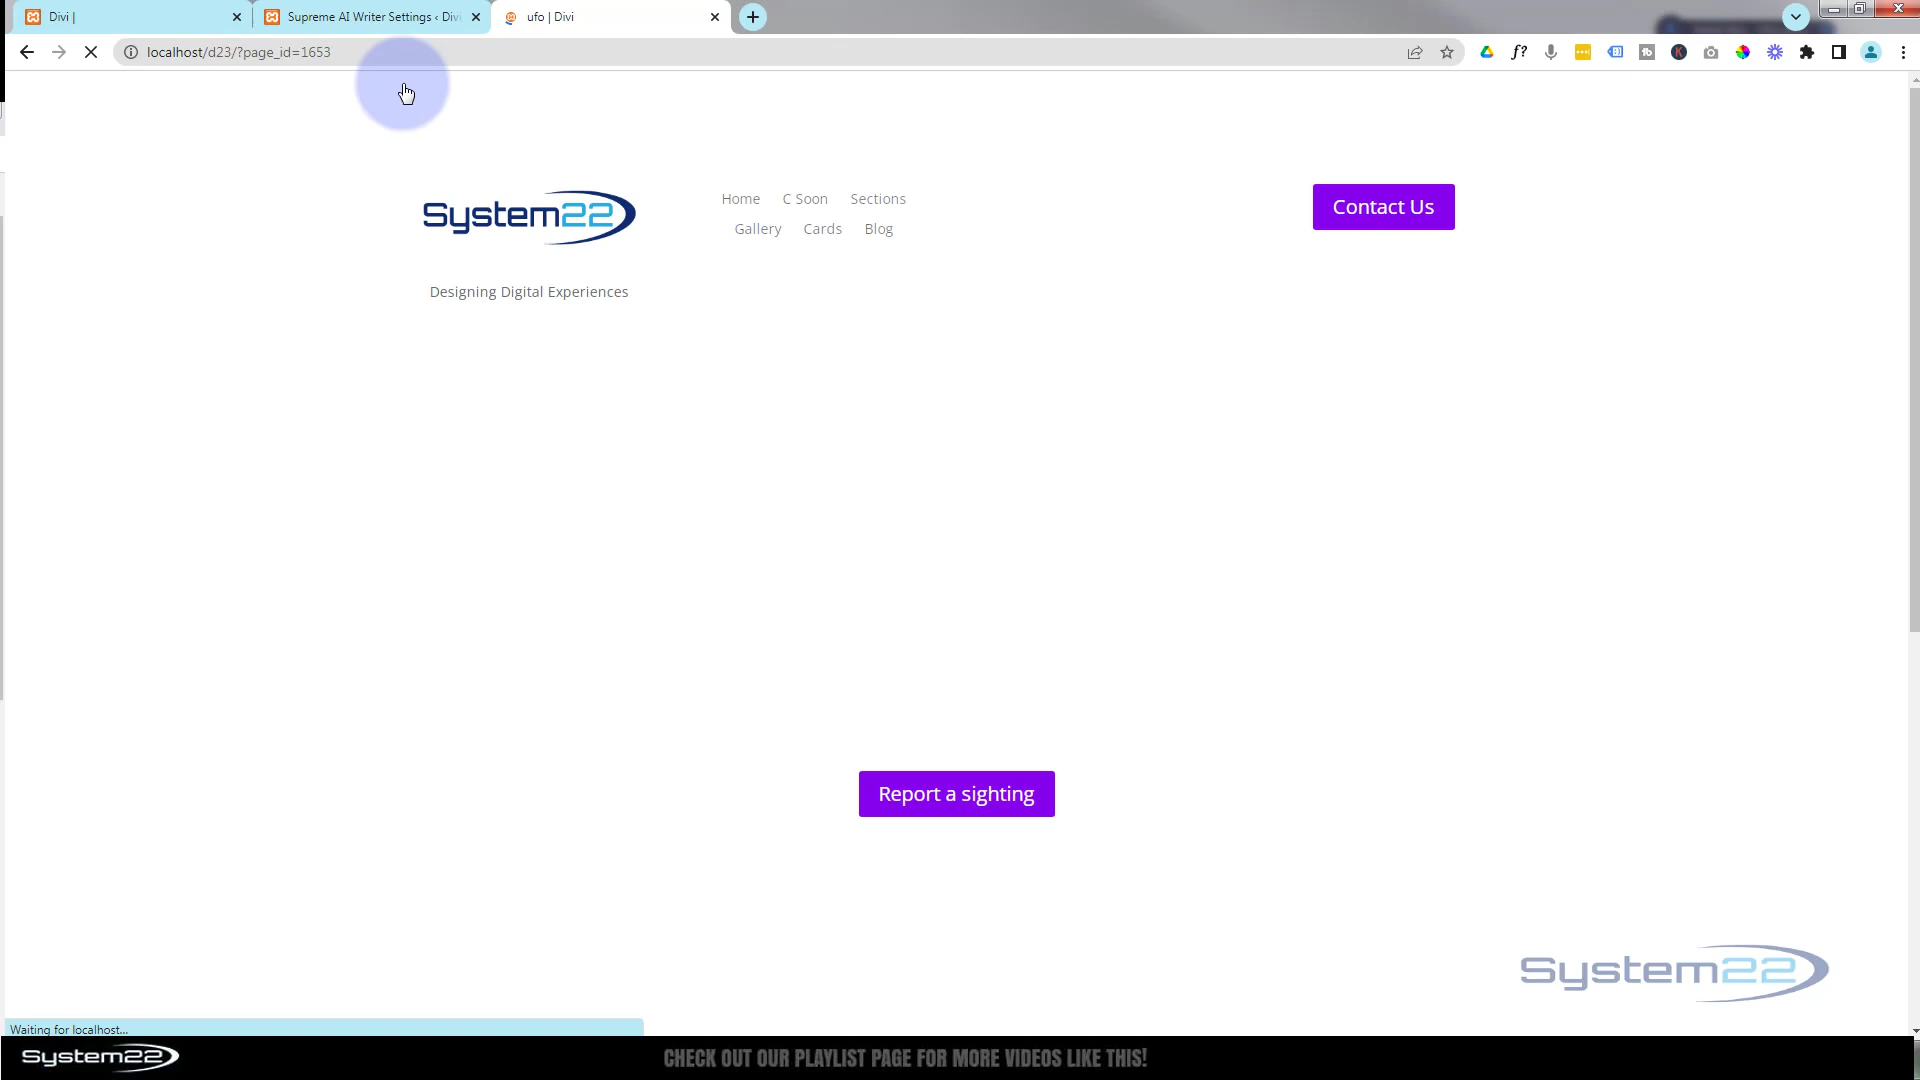 Divi |
Supreme AI Writer Settings ‹ Divi
ufo | Divi
localhost/d23/?page_id=1653
System22
Home C Soon Sections
Gallery Cards Blog
Contact Us
Designing Digital Experiences
Report a sighting
System22
Waiting for localhost...
System22
CHECK OUT OUR PLAYLIST PAGE FOR MORE VIDEOS LIKE THIS!